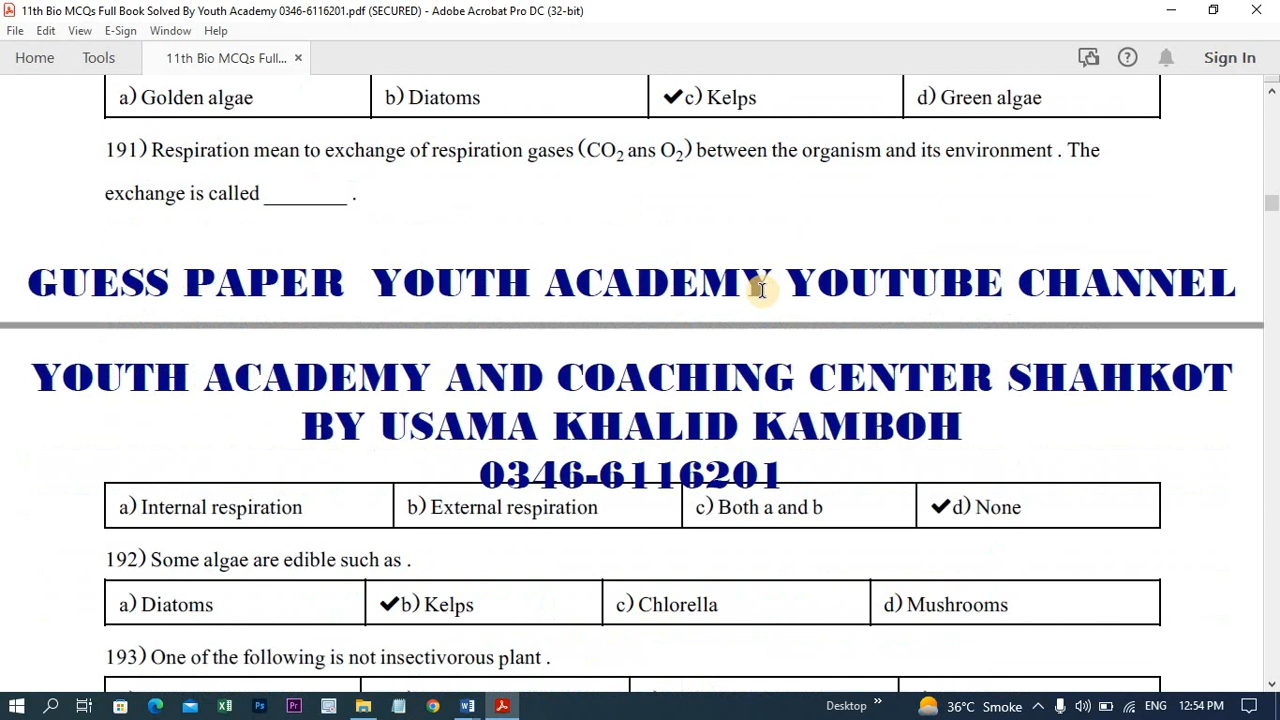 11th Bio MCQs Full Book Solved By Youth Academy 0346-6116201.pdf (SECURED) - Adobe Acrobat Pro DC (32-bit)
File Edit View E-Sign Window Help
Home Tools 11th Bio MCQs Full... × Sign In
a) Golden algae b) Diatoms ✔c) Kelps d) Green algae
191) Respiration mean to exchange of respiration gases (CO₂ ans O₂) between the organism and its environment . The
exchange is called ________ .
GUESS PAPER YOUTH ACADEMY YOUTUBE CHANNEL
YOUTH ACADEMY AND COACHING CENTER SHAHKOT
BY USAMA KHALID KAMBOH
0346-6116201
a) Internal respiration b) External respiration c) Both a and b ✔d) None
192) Some algae are edible such as .
a) Diatoms ✔b) Kelps c) Chlorella d) Mushrooms
193) One of the following is not insectivorous plant .
Desktop » 36°C Smoke ENG 12:54 PM